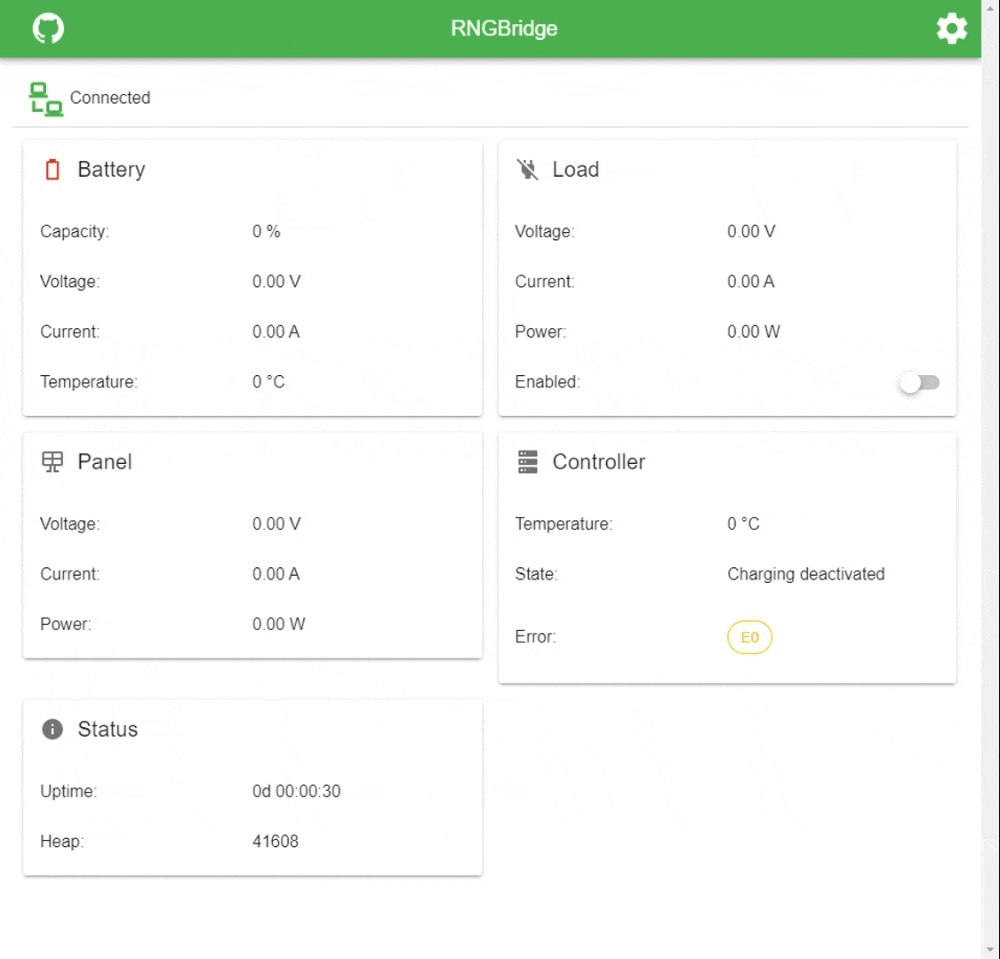 RNGBridge
Connected
Battery
Capacity: 0 %
Voltage: 0.00 V
Current: 0.00 A
Temperature: 0 °C
Load
Voltage: 0.00 V
Current: 0.00 A
Power: 0.00 W
Enabled:
Panel
Voltage: 0.00 V
Current: 0.00 A
Power: 0.00 W
Controller
Temperature: 0 °C
State: Charging deactivated
Error: E0
Status
Uptime: 0d 00:00:30
Heap: 41608